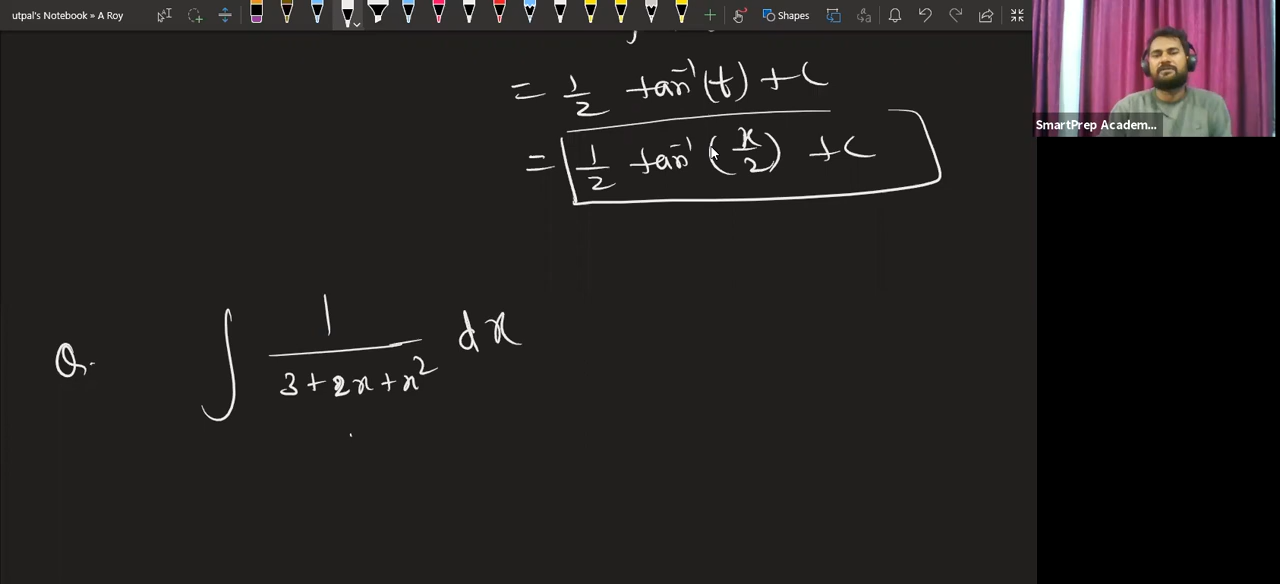 utpal's Notebook » A Roy
Shapes
SmartPrep Academ...
= 1/2 tan⁻¹(t) + C
= 1/2 tan⁻¹(x/2) + C
Q. ∫ 1/(3+2x+x²) dx